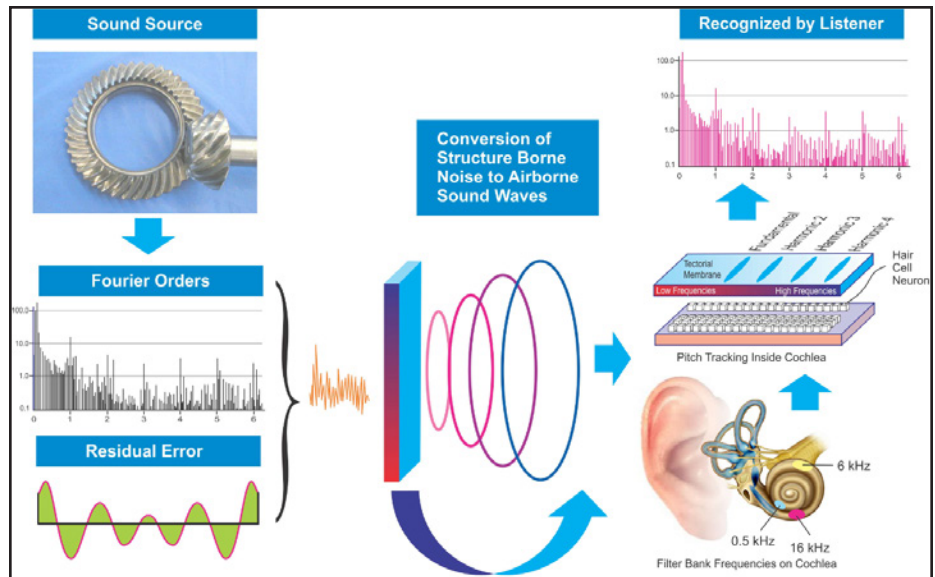 Sound Source
Fourier Orders
100.0
10.0
1.0
0.1
0 1 2 3 4 5 6
Residual Error
Conversion of
Structure Borne
Noise to Airborne
Sound Waves
Recognized by Listener
100.0
10.0
1.0
0.1
0 1 2 3 4 5 6
Fundamental
Harmonic 2
Harmonic 3
Harmonic 4
Hair
Cell
Neuron
Tectorial
Membrane
Low Frequencies High Frequencies
Pitch Tracking Inside Cochlea
6 kHz
0.5 kHz
16 kHz
Filter Bank Frequencies on Cochlea